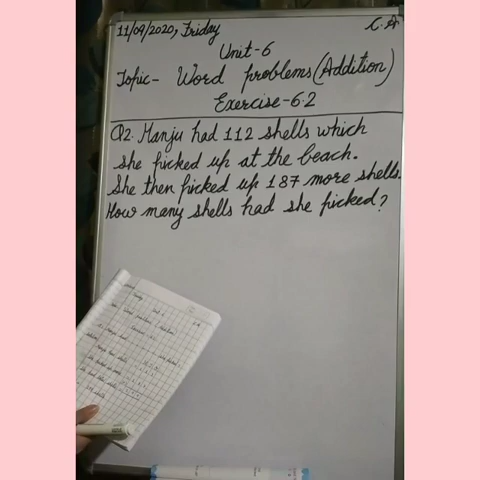 11/09/2020, Friday
C.A
Unit-6
Topic- Word problems (Addition)
Exercise-6.2
Q2. Manju had 112 shells which
she picked up at the beach.
She then picked up 187 more shells.
How many shells had she picked?